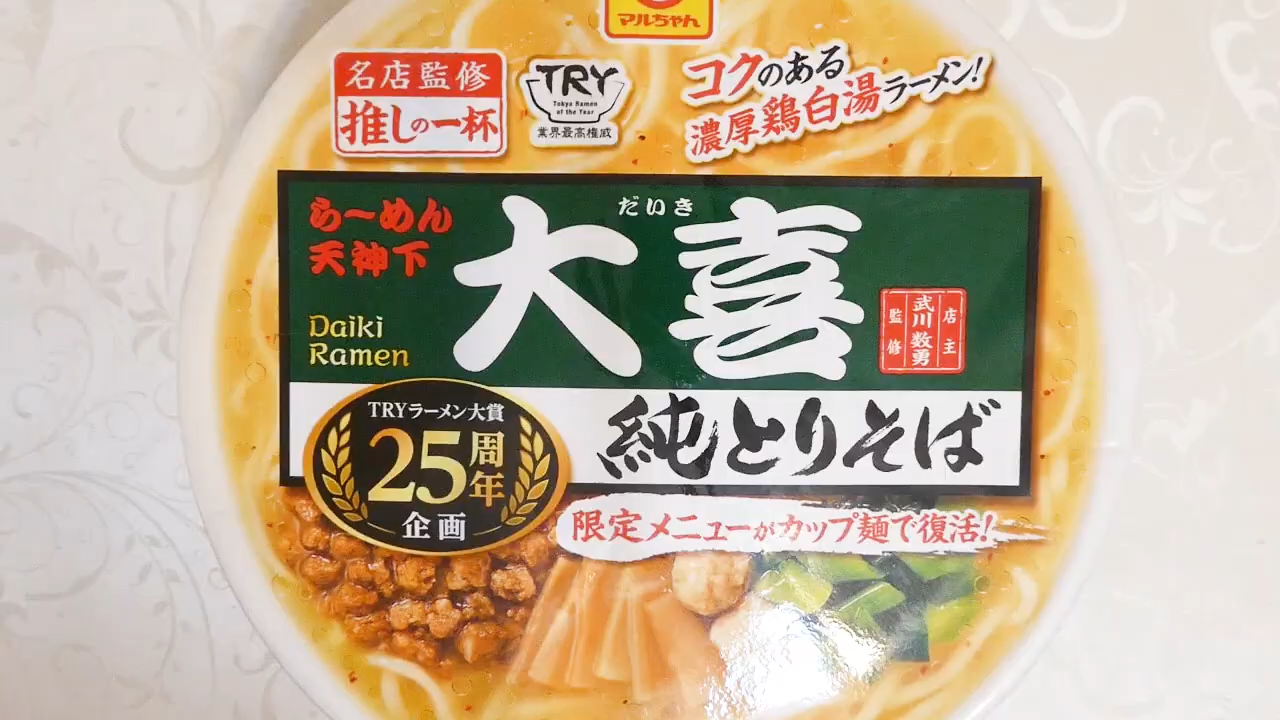 マルちゃん
名店監修
推しの一杯
TRY
Tokyo Ramen
of the Year
業界最高権威
コクのある
濃厚鶏白湯ラーメン!
らーめん
天神下
だいき
大喜
Daiki
Ramen
店主
武川数勇
監修
純とりそば
TRYラーメン大賞
25周年
企画
限定メニューがカップ麺で復活!